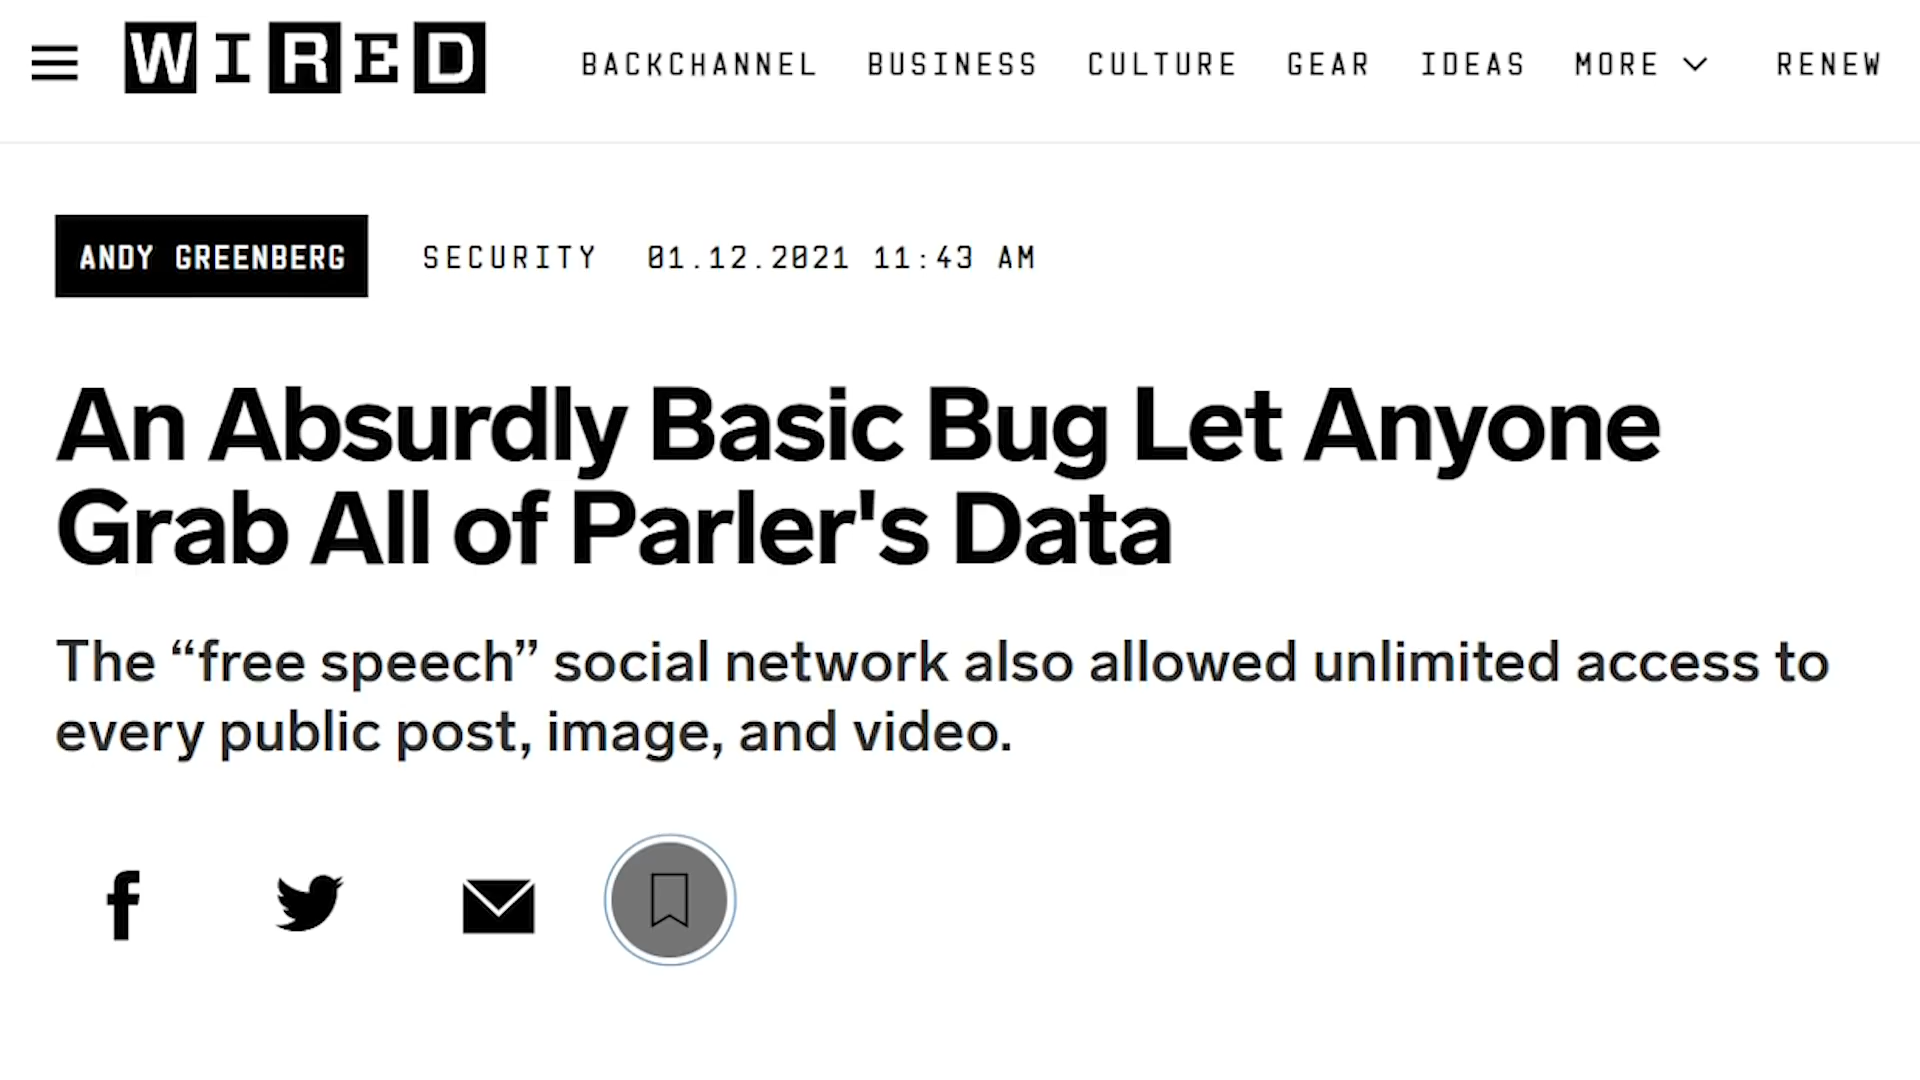 WIRED BACKCHANNEL BUSINESS CULTURE GEAR IDEAS MORE RENEW
ANDY GREENBERG SECURITY 01.12.2021 11:43 AM
An Absurdly Basic Bug Let Anyone
Grab All of Parler's Data
The “free speech” social network also allowed unlimited access to
every public post, image, and video.